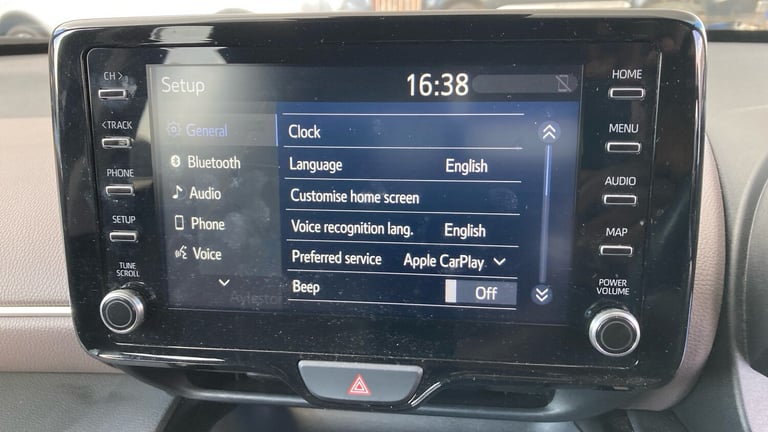 CH >
< TRACK
PHONE
SETUP
TUNE
SCROLL
Setup
16:38
General
Bluetooth
Audio
Phone
Voice
Clock
Language English
Customise home screen
Voice recognition lang. English
Preferred service Apple CarPlay
Beep Off
HOME
MENU
AUDIO
MAP
POWER
VOLUME